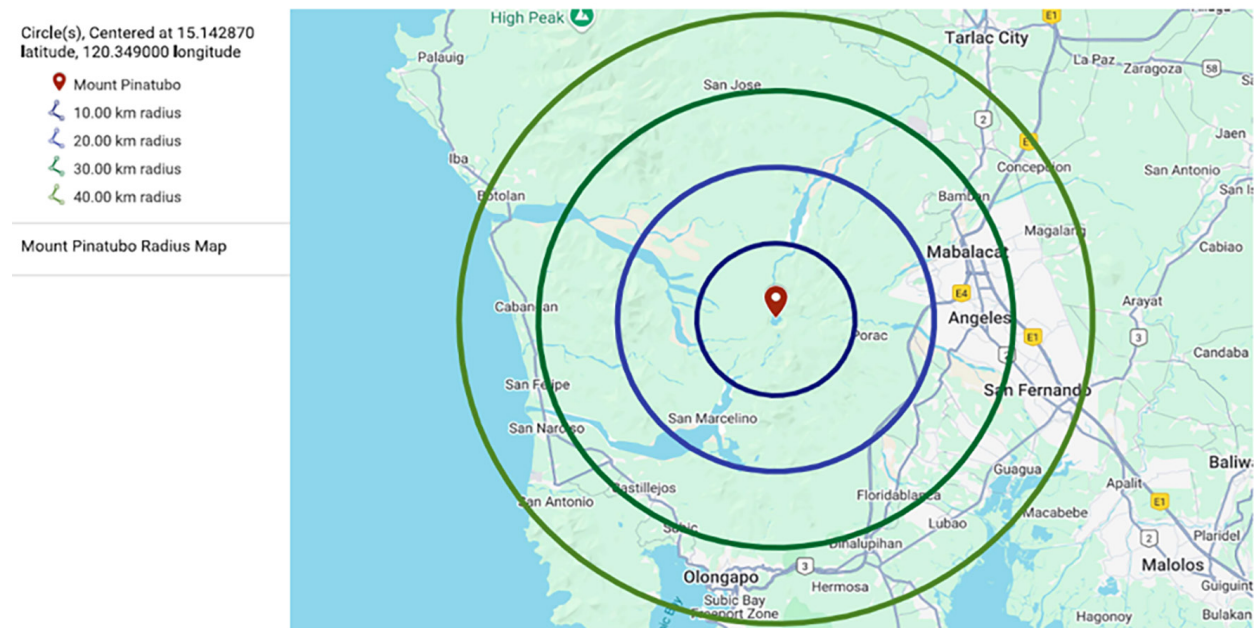 Circle(s), Centered at 15.142870
latitude, 120.349000 longitude
Mount Pinatubo
10.00 km radius
20.00 km radius
30.00 km radius
40.00 km radius
Mount Pinatubo Radius Map
High Peak
E1
Tarlac City
Palauig
La Paz
Zaragoza
58
San Jose
2
Jaen
Iba
Concepcion
San Antonio
Botolan
Bamban
Magalang
Cabiao
Mabalacat
E4
Arayat
Cabangan
Angeles
Porac
E1
3
2
Candaba
San Felipe
San Fernando
San Marcelino
San Narciso
Baliw
Guagua
Castillejos
Apalit
San Antonio
Floridablanca
E1
Macabebe
Lubao
Subic
2
Plaridel
Dinalupihan
3
Malolos
Olongapo
Hermosa
Guiguint
Subic Bay
Freeport Zone
Hagonoy
Bulakan